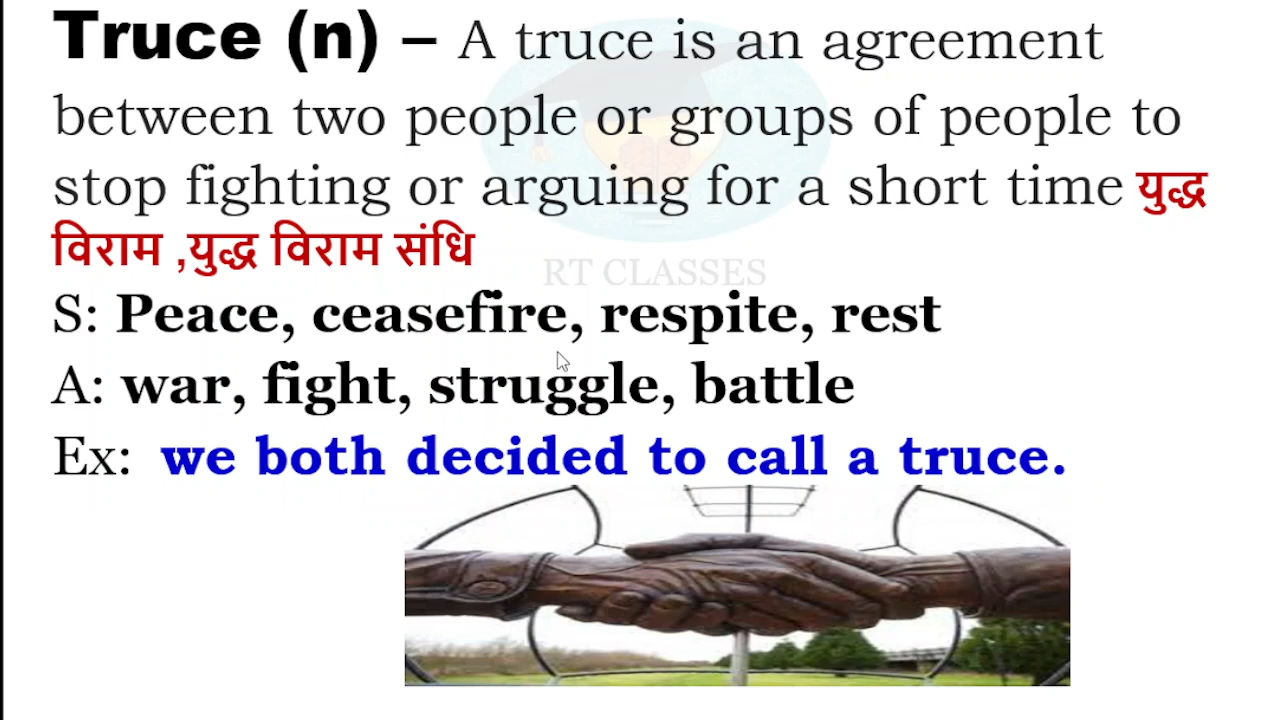 Truce (n) – A truce is an agreement
between two people or groups of people to
stop fighting or arguing for a short time युद्ध
विराम ,युद्ध विराम संधि
RT CLASSES
S: Peace, ceasefire, respite, rest
A: war, fight, struggle, battle
Ex: we both decided to call a truce.